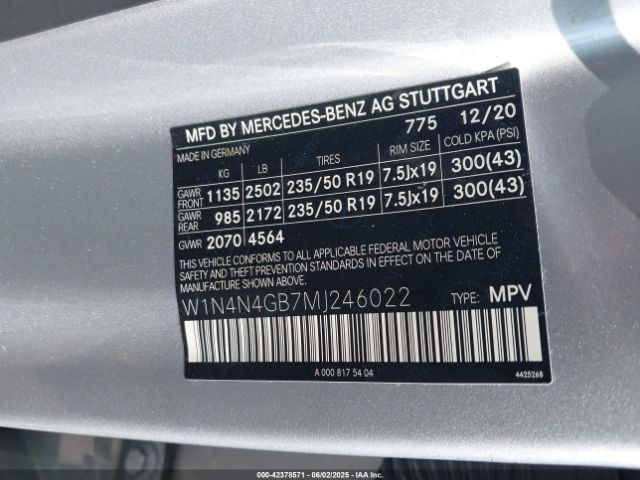 MFD BY MERCEDES-BENZ AG STUTTGART
MADE IN GERMANY 775 12/20
KG LB TIRES RIM SIZE COLD KPA (PSI)
GAWR FRONT 1135 2502 235/50 R19 7.5Jx19 300(43)
GAWR REAR 985 2172 235/50 R19 7.5Jx19 300(43)
GVWR 2070 4564
THIS VEHICLE CONFORMS TO ALL APPLICABLE FEDERAL MOTOR VEHICLE
SAFETY AND THEFT PREVENTION STANDARDS IN EFFECT ON THE DATE OF
MANUFACTURE SHOWN ABOVE.
W1N4N4GB7MJ246022 TYPE: MPV
A 000 817 54 04 4425268
000-42378571 - 06/02/2025 - IAAI.COM